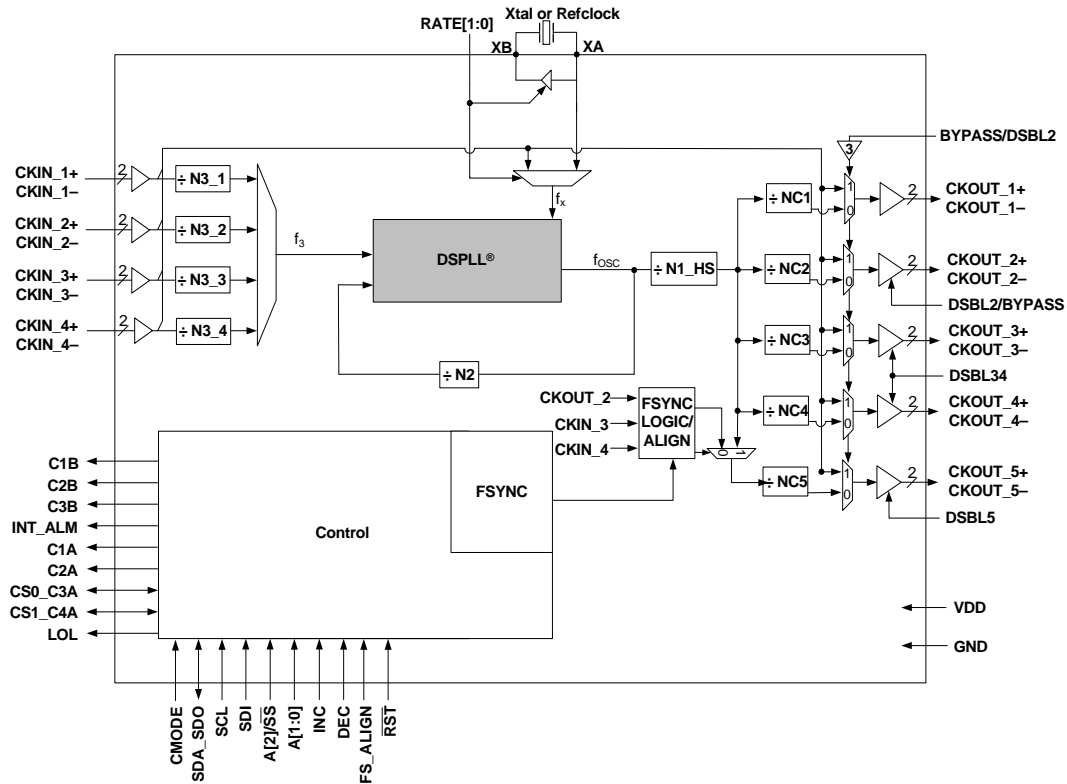 Xtal or Refclock
RATE[1:0]
XB
XA
BYPASS/DSBL2
3
CKIN_1+
CKIN_1–
2
÷ N3_1
CKIN_2+
CKIN_2–
2
÷ N3_2
CKIN_3+
CKIN_3–
2
÷ N3_3
CKIN_4+
CKIN_4–
2
÷ N3_4
f3
fx
DSPLL®
fOSC
÷ N1_HS
÷ N2
÷ NC1
1
0
2
CKOUT_1+
CKOUT_1–
÷ NC2
1
0
2
CKOUT_2+
CKOUT_2–
DSBL2/BYPASS
÷ NC3
1
0
2
CKOUT_3+
CKOUT_3–
DSBL34
÷ NC4
1
0
2
CKOUT_4+
CKOUT_4–
CKOUT_2
CKIN_3
CKIN_4
FSYNC
LOGIC/
ALIGN
0
1
÷ NC5
1
0
2
CKOUT_5+
CKOUT_5–
DSBL5
C1B
C2B
C3B
INT_ALM
C1A
C2A
CS0_C3A
CS1_C4A
LOL
Control
FSYNC
VDD
GND
CMODE
SDA_SDO
SCL
SDI
A[2]/S̅S̅
A[1:0]
INC
DEC
FS_ALIGN
R̅S̅T̅